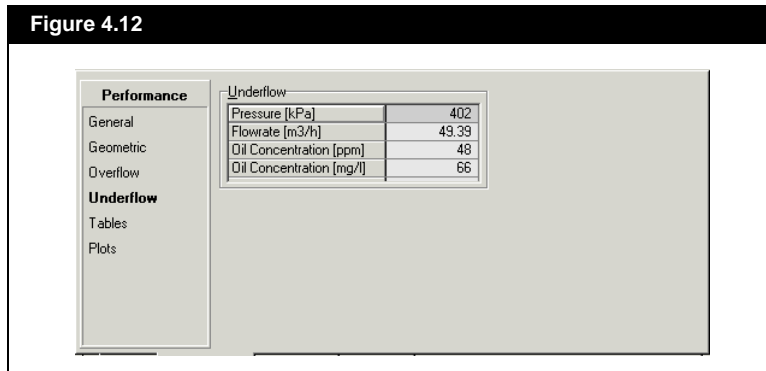 Figure 4.12
Performance
General
Geometric
Overflow
Underflow
Tables
Plots
Underflow
Pressure [kPa] 402
Flowrate [m3/h] 49.39
Oil Concentration [ppm] 48
Oil Concentration [mg/l] 66